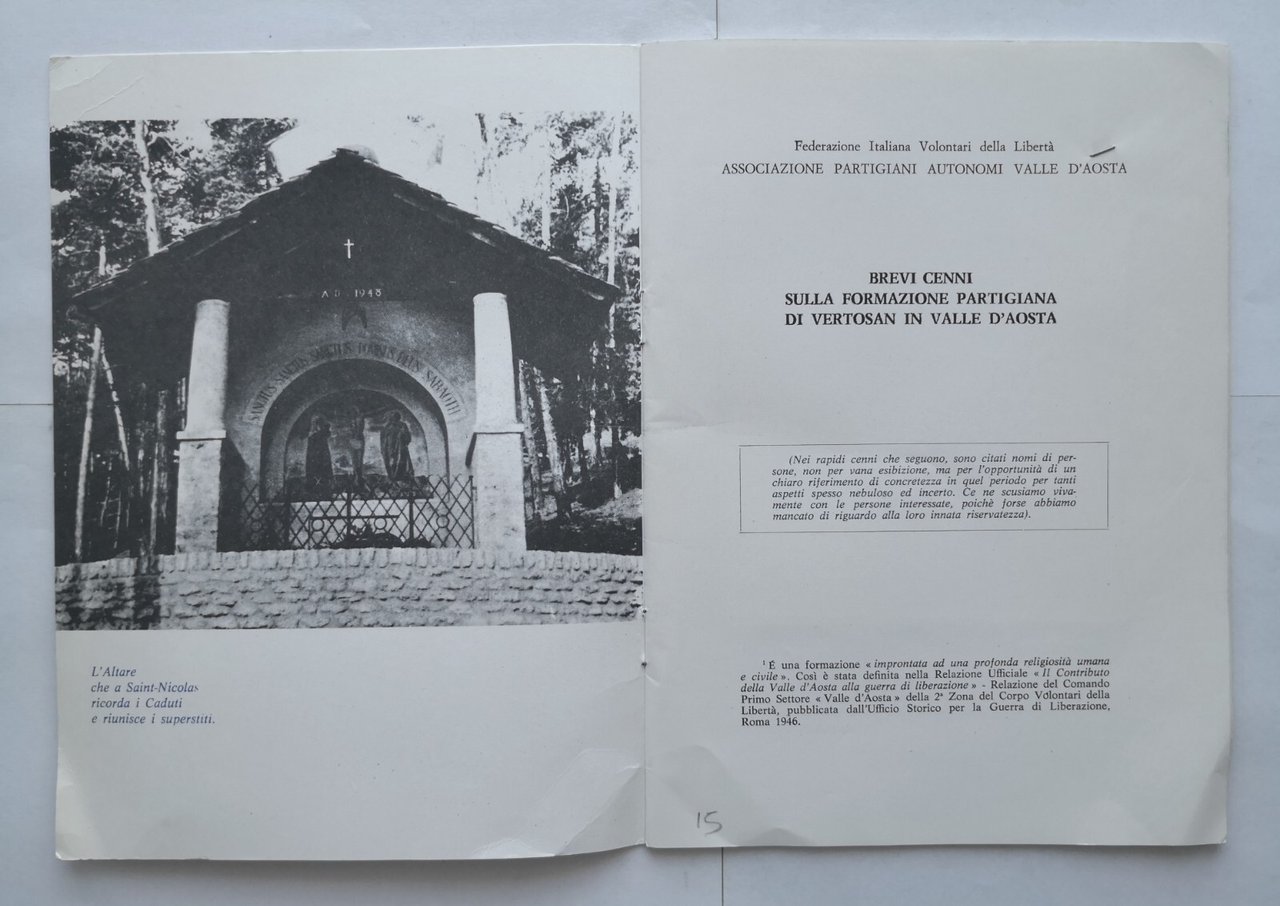 A.D. 1948
SANCTUS SANCTUS SANCTUS DOMINUS DEUS SABAOTH
L'Altare
che a Saint-Nicolas
ricorda i Caduti
e riunisce i superstiti.
Federazione Italiana Volontari della Libertà
ASSOCIAZIONE PARTIGIANI AUTONOMI VALLE D'AOSTA
BREVI CENNI
SULLA FORMAZIONE PARTIGIANA
DI VERTOSAN IN VALLE D'AOSTA
(Nei rapidi cenni che seguono, sono citati nomi di per-
sone, non per vana esibizione, ma per l'opportunità di un
chiaro riferimento di concretezza in quel periodo per tanti
aspetti spesso nebuloso ed incerto. Ce ne scusiamo viva-
mente con le persone interessate, poichè forse abbiamo
mancato di riguardo alla loro innata riservatezza).
¹ É una formazione « improntata ad una profonda religiosità umana
e civile ». Così è stata definita nella Relazione Ufficiale « Il Contributo
della Valle d'Aosta alla guerra di liberazione » - Relazione del Comando
Primo Settore « Valle d'Aosta » della 2ª Zona del Corpo Volontari della
Libertà, pubblicata dall'Ufficio Storico per la Guerra di Liberazione,
Roma 1946.
15